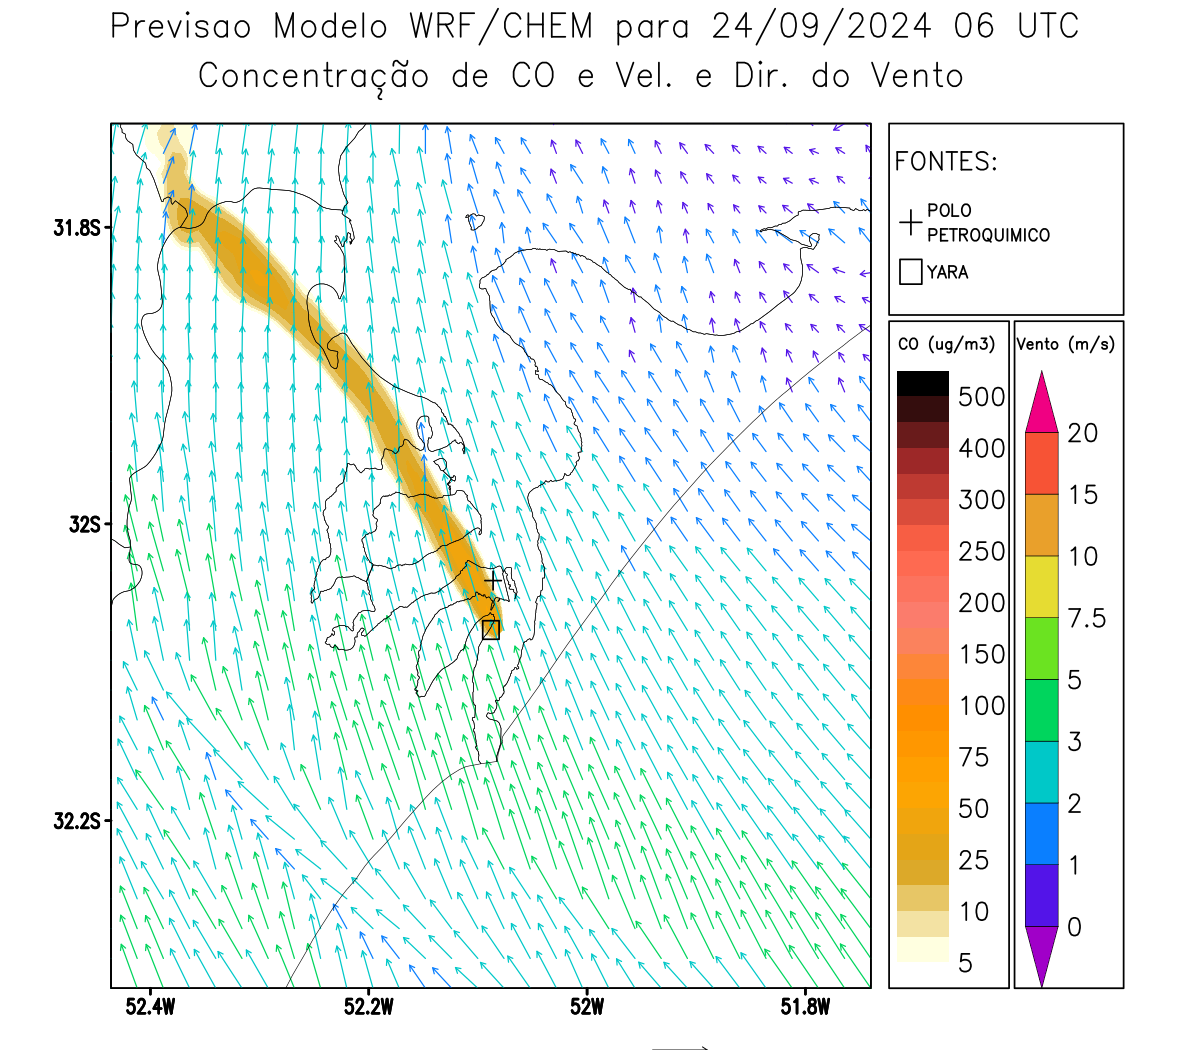 Previsao Modelo WRF/CHEM para 24/09/2024 06 UTC
Concentração de CO e Vel. e Dir. do Vento
FONTES:
POLO
PETROQUIMICO
YARA
CO (ug/m3)
500
400
300
250
200
150
100
75
50
25
10
5
Vento (m/s)
20
15
10
7.5
5
3
2
1
0
31.8S
32S
32.2S
52.4W
52.2W
52W
51.8W